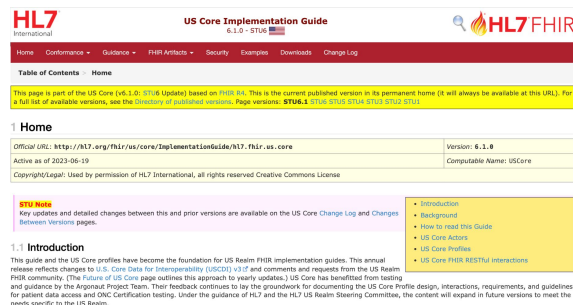 HL7
International
US Core Implementation Guide
6.1.0 - STU6
HL7 FHIR
Home Conformance Guidance FHIR Artifacts Security Examples Downloads Change Log
Table of Contents > Home
This page is part of the US Core (v6.1.0: STU6 Update) based on FHIR R4. This is the current published version in its permanent home (it will always be available at this URL). For
a full list of available versions, see the Directory of published versions. Page versions: STU6.1 STU6 STU5 STU4 STU3 STU2 STU1
1 Home
Official URL: http://hl7.org/fhir/us/core/ImplementationGuide/hl7.fhir.us.core Version: 6.1.0
Active as of 2023-06-19 Computable Name: USCore
Copyright/Legal: Used by permission of HL7 International, all rights reserved Creative Commons License
STU Note
Key updates and detailed changes between this and prior versions are available on the US Core Change Log and Changes
Between Versions pages.
• Introduction
• Background
• How to read this Guide
• US Core Actors
• US Core Profiles
• US Core FHIR RESTful interactions
1.1 Introduction
This guide and the US Core profiles have become the foundation for US Realm FHIR implementation guides. This annual
release reflects changes to U.S. Core Data for Interoperability (USCDI) v3 and comments and requests from the US Realm
FHIR community. (The Future of US Core page outlines this approach to yearly updates.) US Core has benefitted from testing
and guidance by the Argonaut Project Team. Their feedback continues to lay the groundwork for documenting the US Core Profile design, interactions, requirements, and guidelines
for patient data access and ONC Certification testing. Under the guidance of HL7 and the HL7 US Realm Steering Committee, the content will expand in future versions to meet the
needs specific to the US Realm.